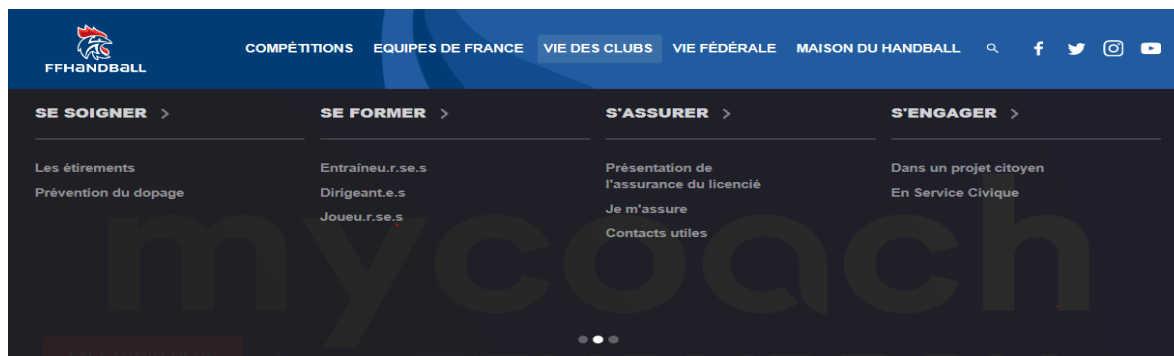 FFHANDBALL
COMPÉTITIONS EQUIPES DE FRANCE VIE DES CLUBS VIE FÉDÉRALE MAISON DU HANDBALL
SE SOIGNER >
Les étirements
Prévention du dopage
SE FORMER >
Entraîneu.r.se.s
Dirigeant.e.s
Joueu.r.se.s
S'ASSURER >
Présentation de
l'assurance du licencié
Je m'assure
Contacts utiles
S'ENGAGER >
Dans un projet citoyen
En Service Civique
mycoach